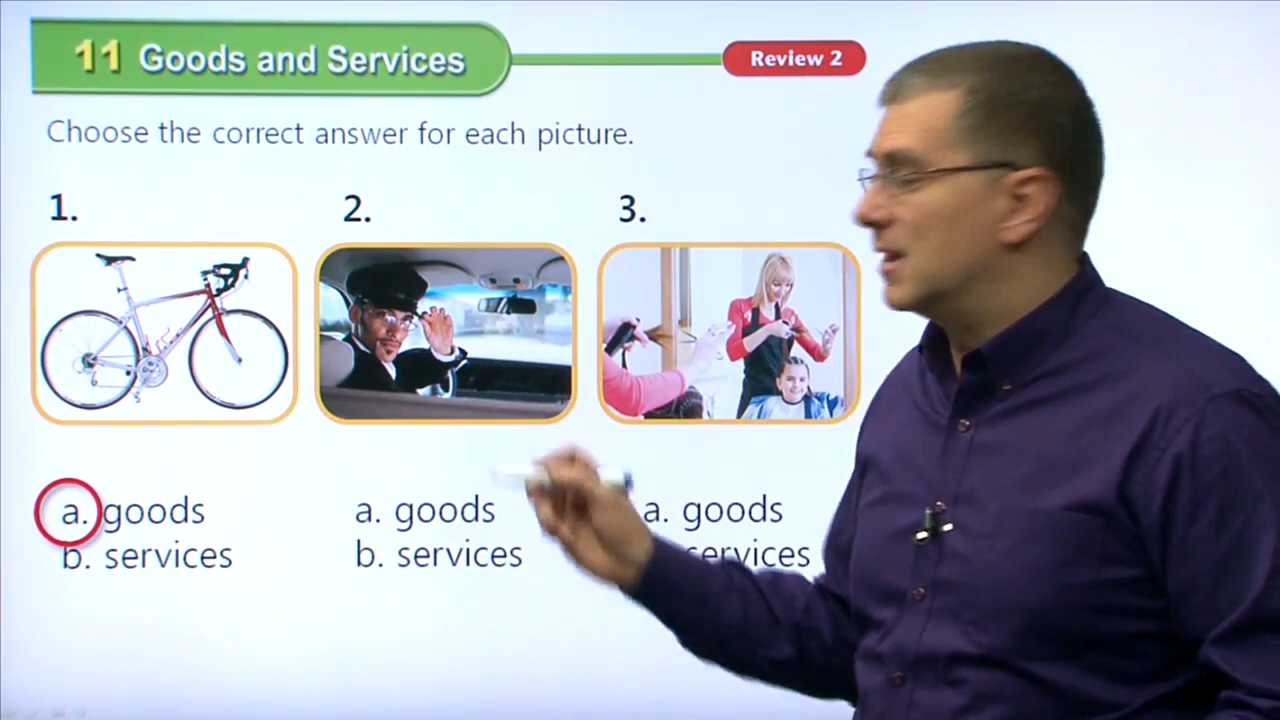 11 Goods and Services
Review 2
Choose the correct answer for each picture.
1.
2.
3.
a. goods
b. services
a. goods
b. services
a. goods
services